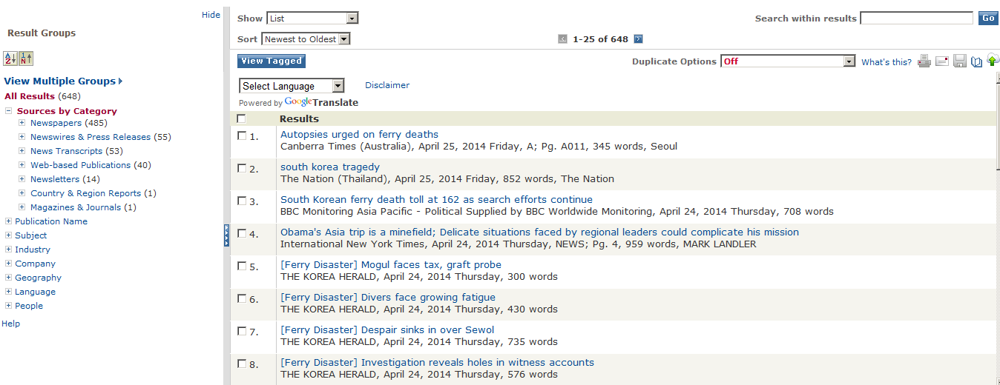 Hide
Result Groups
View Multiple Groups
All Results (648)
Sources by Category
Newspapers (485)
Newswires & Press Releases (55)
News Transcripts (53)
Web-based Publications (40)
Newsletters (14)
Country & Region Reports (1)
Magazines & Journals (1)
Publication Name
Subject
Industry
Company
Geography
Language
People
Help
Show List
Search within results Go
Sort Newest to Oldest
1-25 of 648
View Tagged
Duplicate Options Off What's this?
Select Language Disclaimer
Powered by Google Translate
Results
1. Autopsies urged on ferry deaths
Canberra Times (Australia), April 25, 2014 Friday, A; Pg. A011, 345 words, Seoul
2. south korea tragedy
The Nation (Thailand), April 25, 2014 Friday, 852 words, The Nation
3. South Korean ferry death toll at 162 as search efforts continue
BBC Monitoring Asia Pacific - Political Supplied by BBC Worldwide Monitoring, April 24, 2014 Thursday, 708 words
4. Obama's Asia trip is a minefield; Delicate situations faced by regional leaders could complicate his mission
International New York Times, April 24, 2014 Thursday, NEWS; Pg. 4, 959 words, MARK LANDLER
5. [Ferry Disaster] Mogul faces tax, graft probe
THE KOREA HERALD, April 24, 2014 Thursday, 300 words
6. [Ferry Disaster] Divers face growing fatigue
THE KOREA HERALD, April 24, 2014 Thursday, 430 words
7. [Ferry Disaster] Despair sinks in over Sewol
THE KOREA HERALD, April 24, 2014 Thursday, 735 words
8. [Ferry Disaster] Investigation reveals holes in witness accounts
THE KOREA HERALD, April 24, 2014 Thursday, 576 words